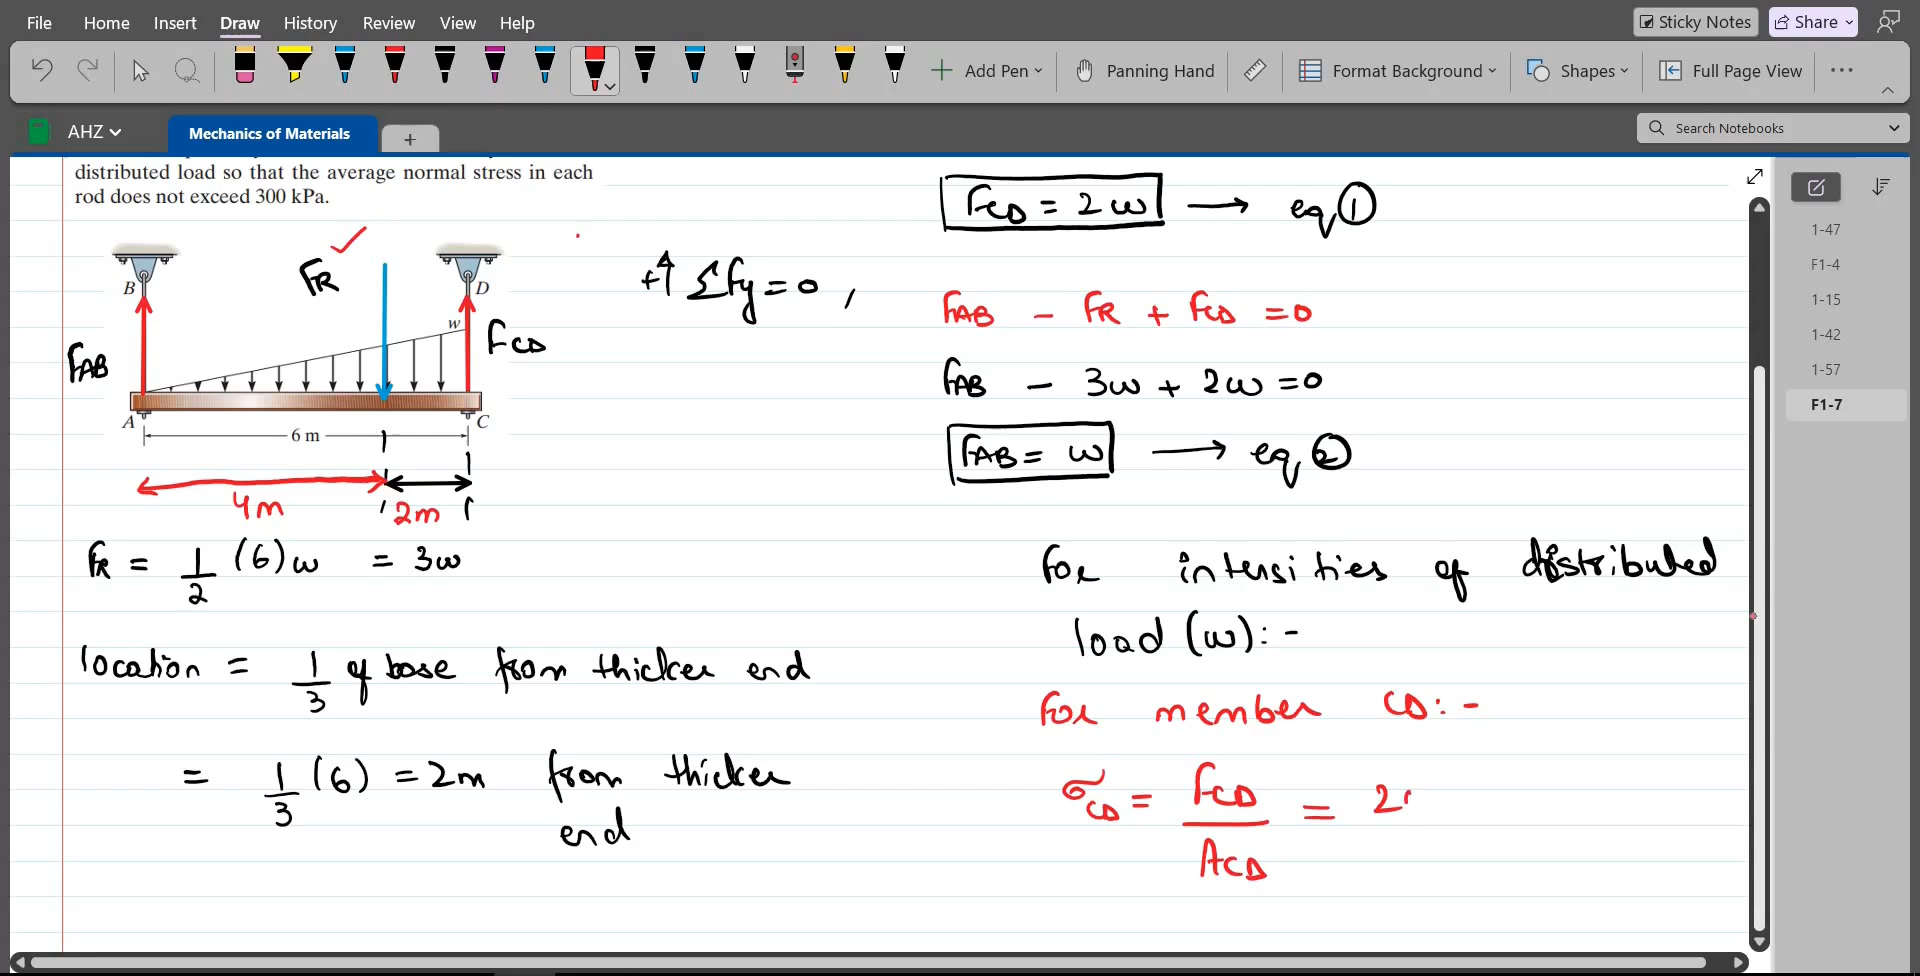 File Home Insert Draw History Review View Help
Sticky Notes Share
Add Pen Panning Hand Format Background Shapes Full Page View
AHZ Mechanics of Materials
Search Notebooks
distributed load so that the average normal stress in each
rod does not exceed 300 kPa.
FR
B D
w
FAB
FCD
A C
6 m
4m 2m
FR = 1/2 (6)w = 3w
location = 1/3 of base from thicker end
= 1/3 (6) = 2m from thicker
end
+↑ ΣFy = 0 ,
FCD = 2w → eq ①
FAB - FR + FCD = 0
FAB - 3w + 2w = 0
FAB = w → eq ②
For intensities of distributed
load (w):-
For member CD:-
σCD = FCD/ACD = 2
1-47
F1-4
1-15
1-42
1-57
F1-7